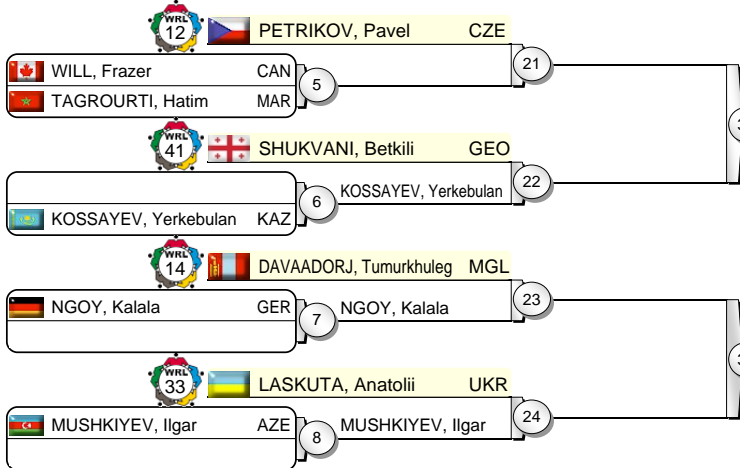 WRL
12 PETRIKOV, Pavel CZE
21
WILL, Frazer CAN
5
TAGROURTI, Hatim MAR
WRL
41 SHUKVANI, Betkili GEO
22
6 KOSSAYEV, Yerkebulan
KOSSAYEV, Yerkebulan KAZ
WRL
14 DAVAADORJ, Tumurkhuleg MGL
23
NGOY, Kalala GER
7 NGOY, Kalala
WRL
33 LASKUTA, Anatolii UKR
24
MUSHKIYEV, Ilgar AZE
8 MUSHKIYEV, Ilgar